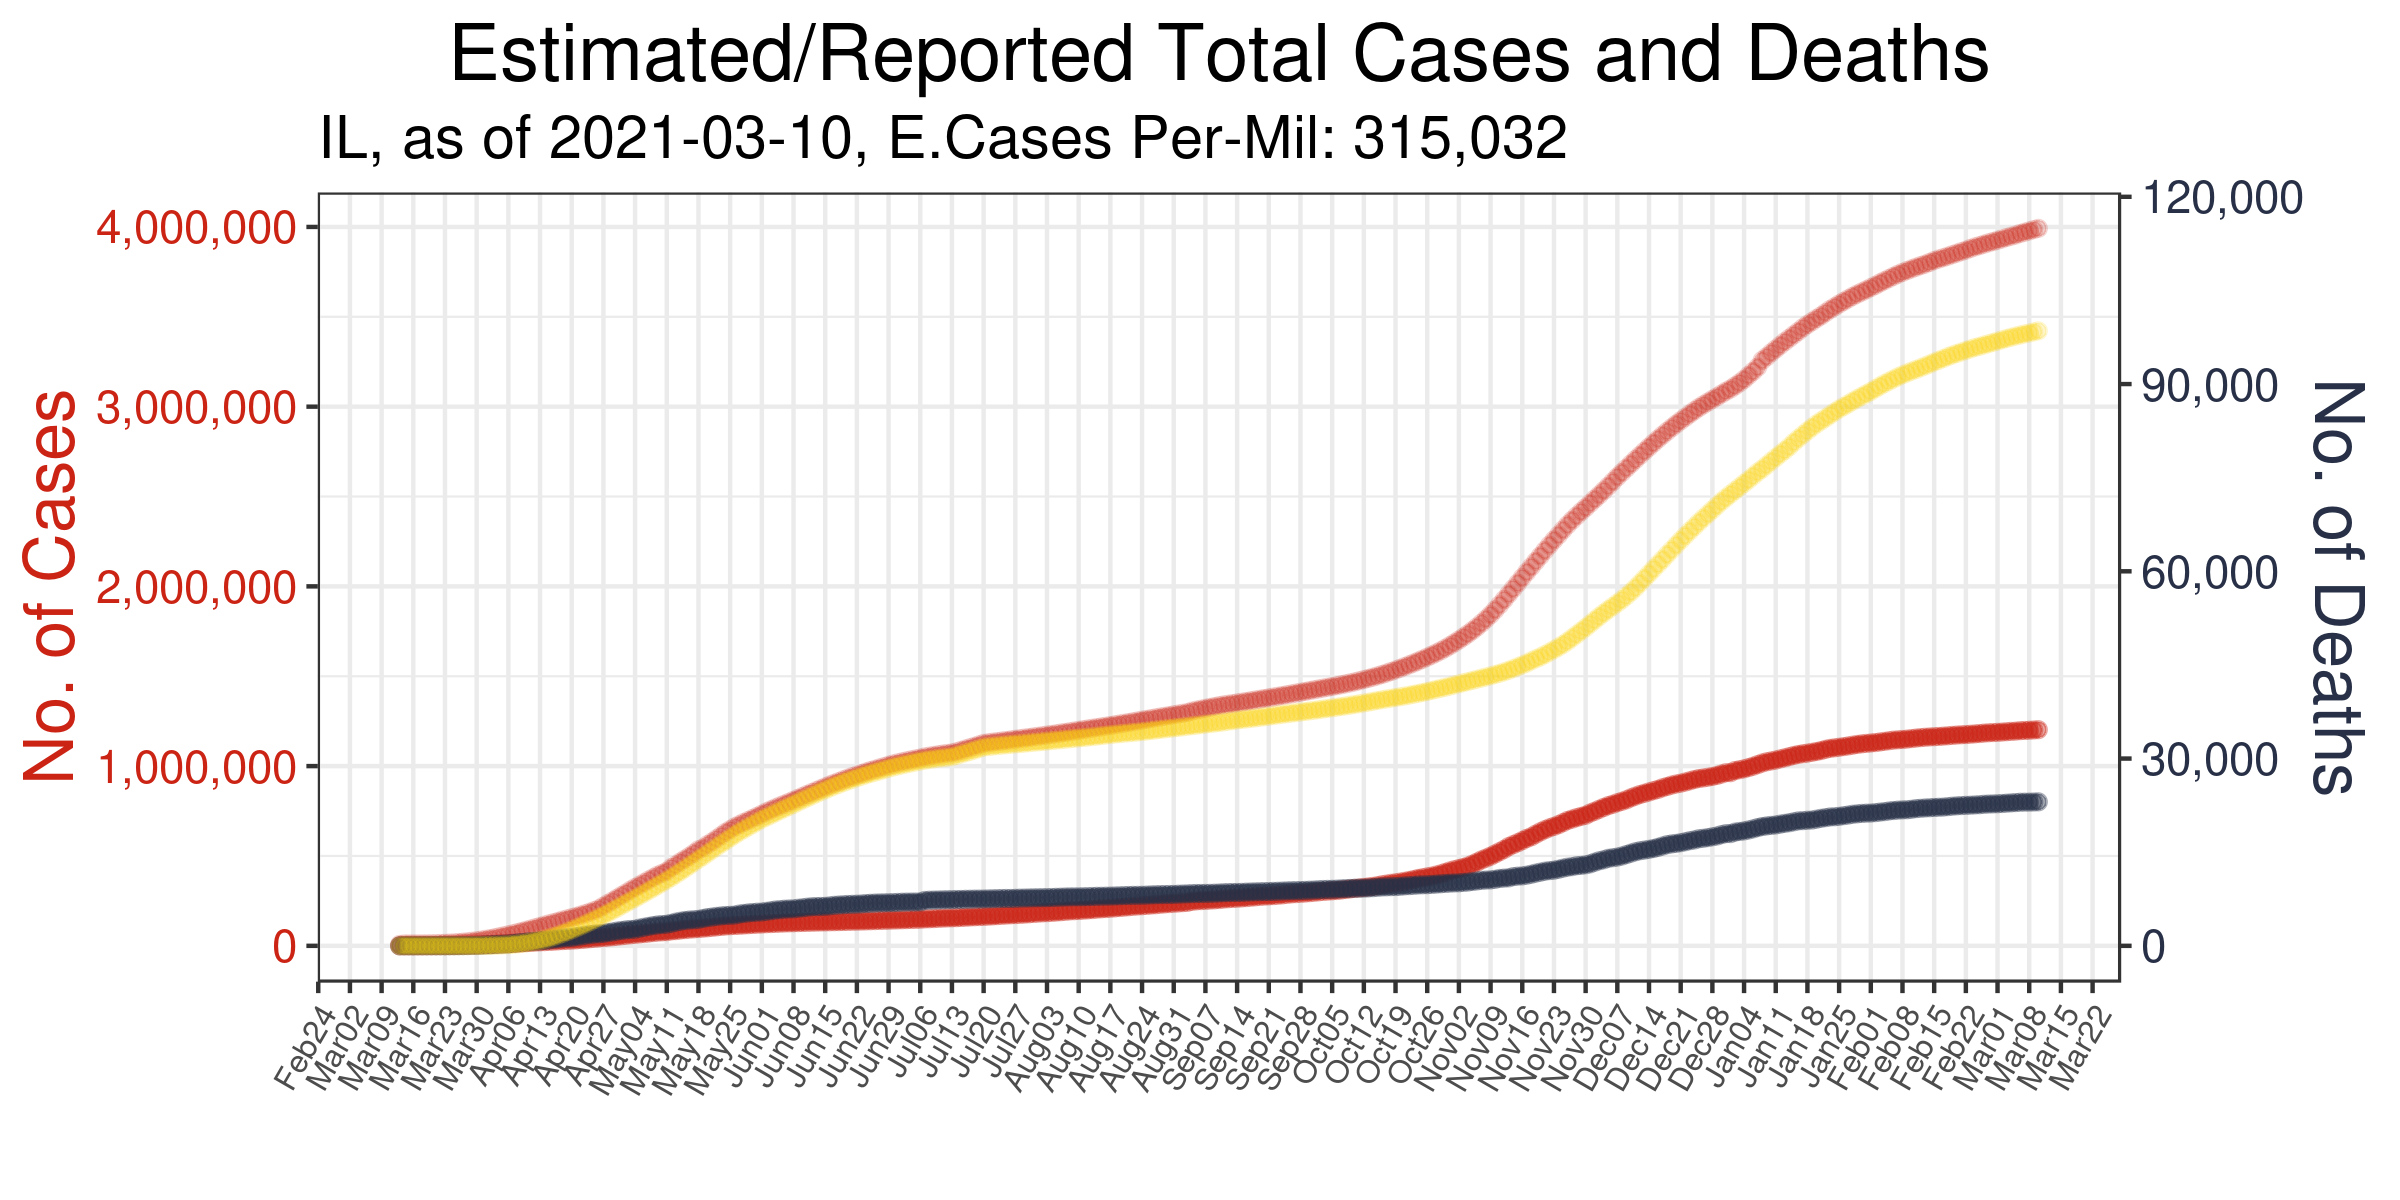 Estimated/Reported Total Cases and Deaths
IL, as of 2021-03-10, E.Cases Per-Mil: 315,032
No. of Cases
4,000,000
3,000,000
2,000,000
1,000,000
0
120,000
90,000
60,000
30,000
0
No. of Deaths
Feb24
Mar02
Mar09
Mar16
Mar23
Mar30
Apr06
Apr13
Apr20
Apr27
May04
May11
May18
May25
Jun01
Jun08
Jun15
Jun22
Jun29
Jul06
Jul13
Jul20
Jul27
Aug03
Aug10
Aug17
Aug24
Aug31
Sep07
Sep14
Sep21
Sep28
Oct05
Oct12
Oct19
Oct26
Nov02
Nov09
Nov16
Nov23
Nov30
Dec07
Dec14
Dec21
Dec28
Jan04
Jan11
Jan18
Jan25
Feb01
Feb08
Feb15
Feb22
Mar01
Mar08
Mar15
Mar22